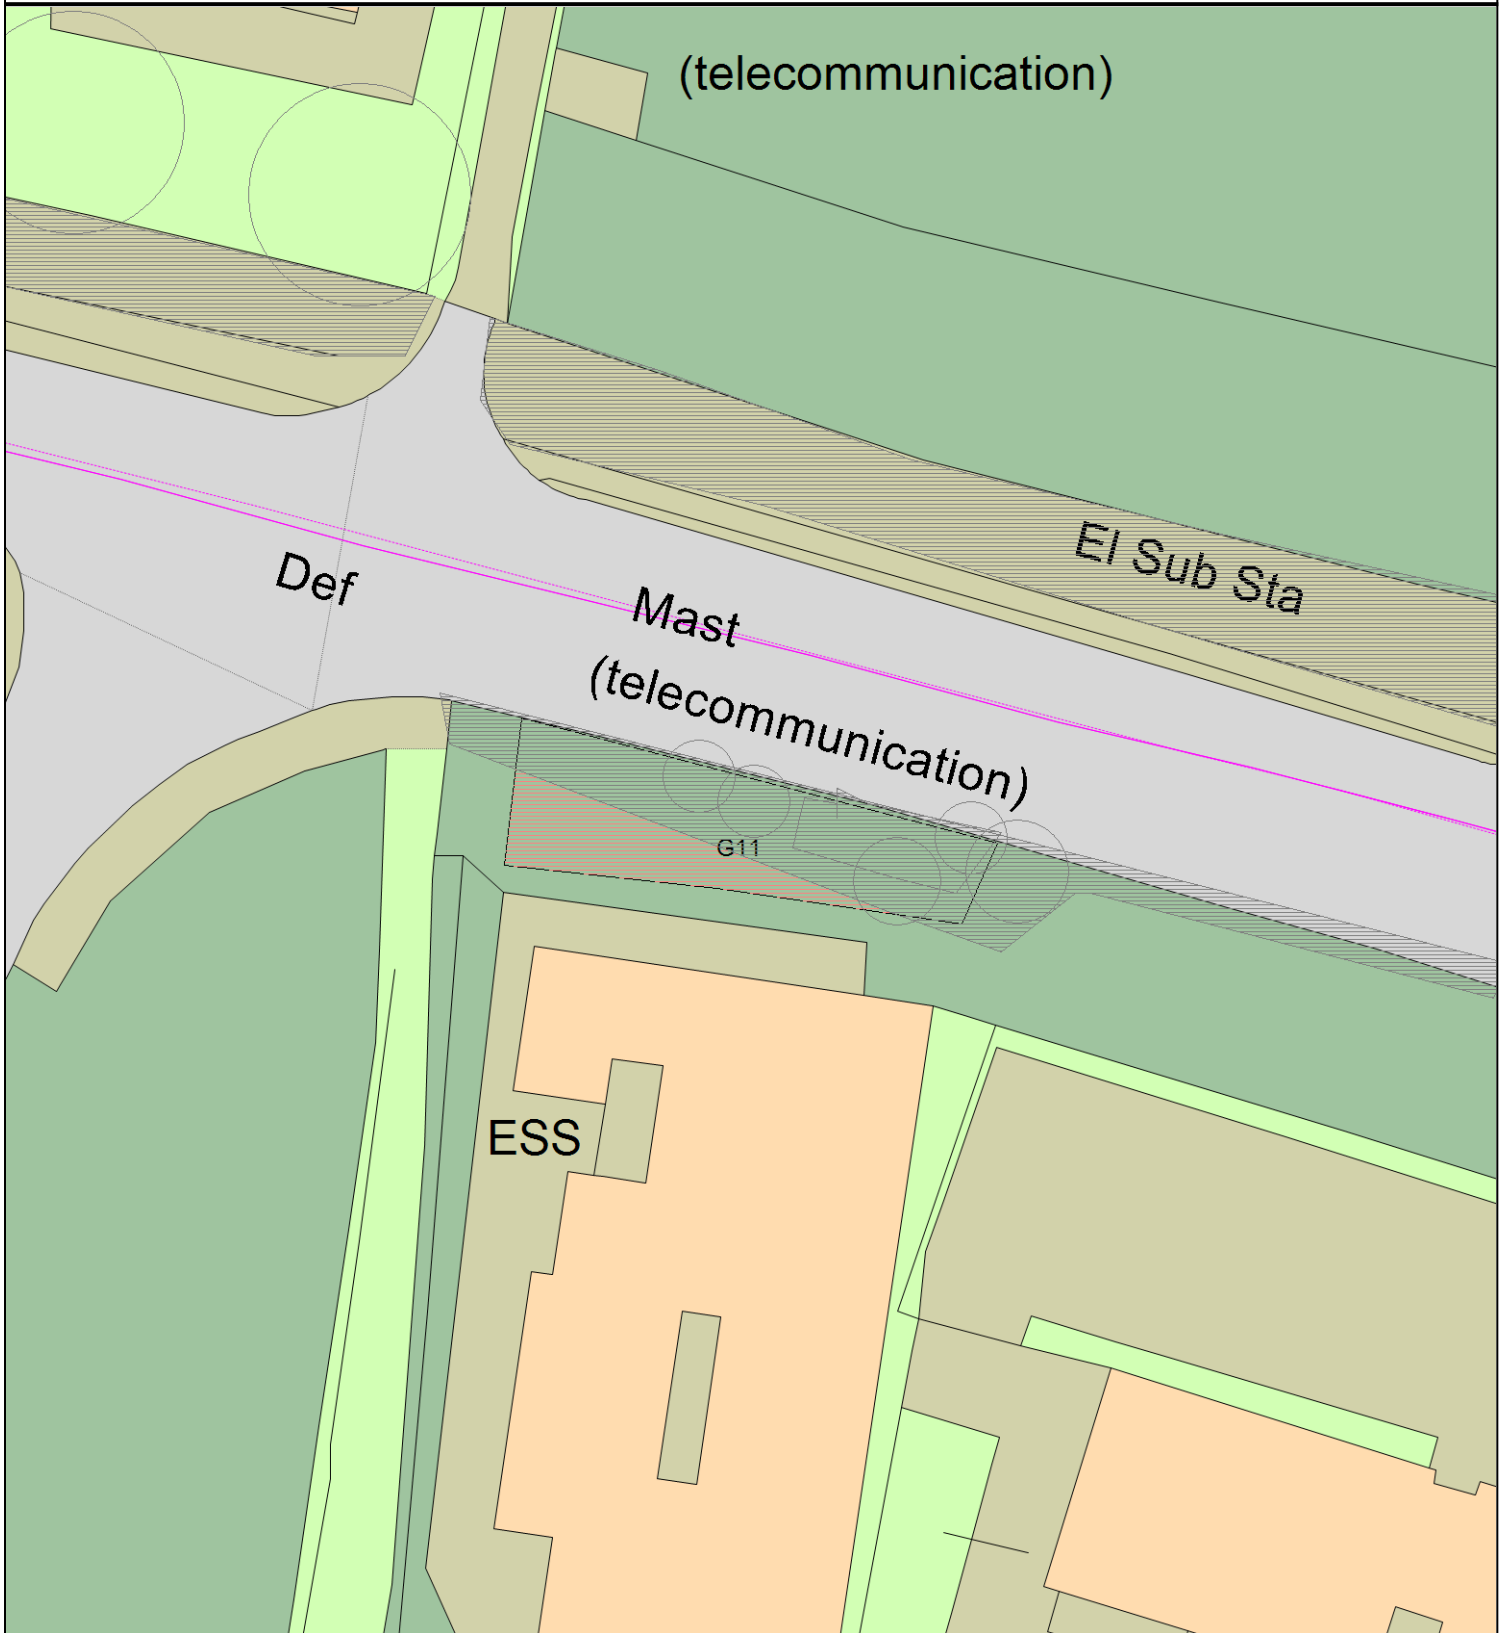 (telecommunication)
El Sub Sta
Def
Mast
(telecommunication)
G11
ESS